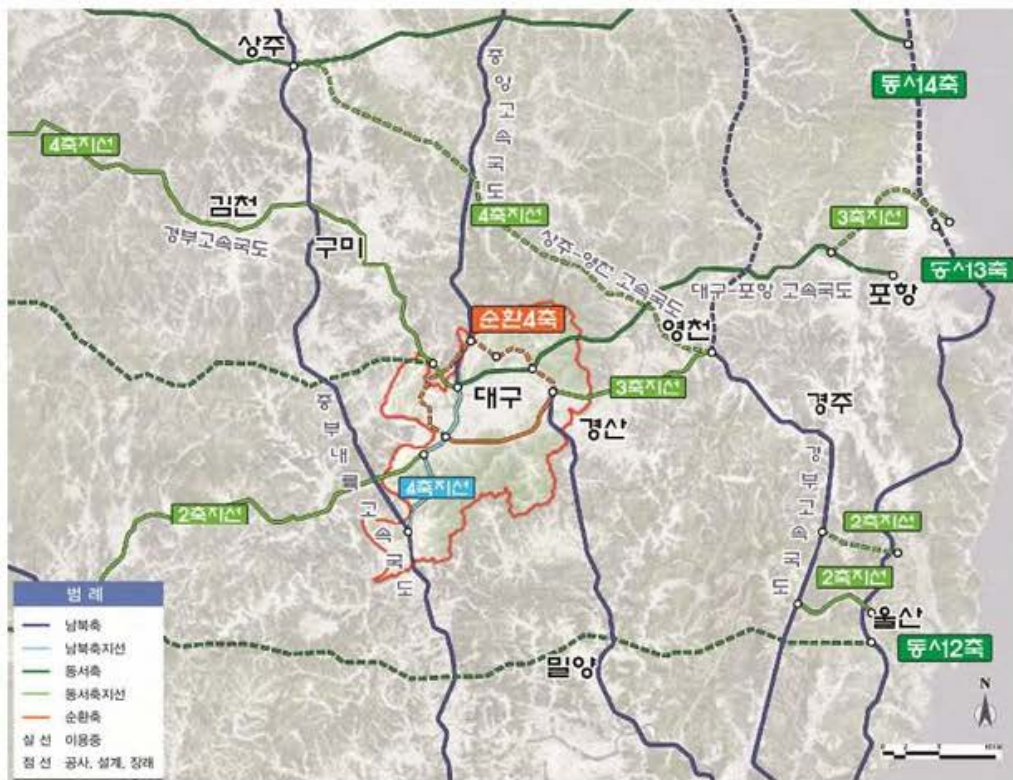 상주
중앙고속국도
동서14축
4축지선
김천
경부고속국도
구미
4축지선
상주-영천 고속국도
3축지선
동서13축
대구 포항 고속국도
포항
순환4축
영천
대구
3축지선
경산
경주
중부내륙고속국도
4축지선
경부고속국도
2축지선
2축지선
2축지선
울산
밀양
동서12축
범 례
남북축
남북축지선
동서축
동서축지선
순환축
실 선 이용중
점 선 공사, 설계, 장래
N